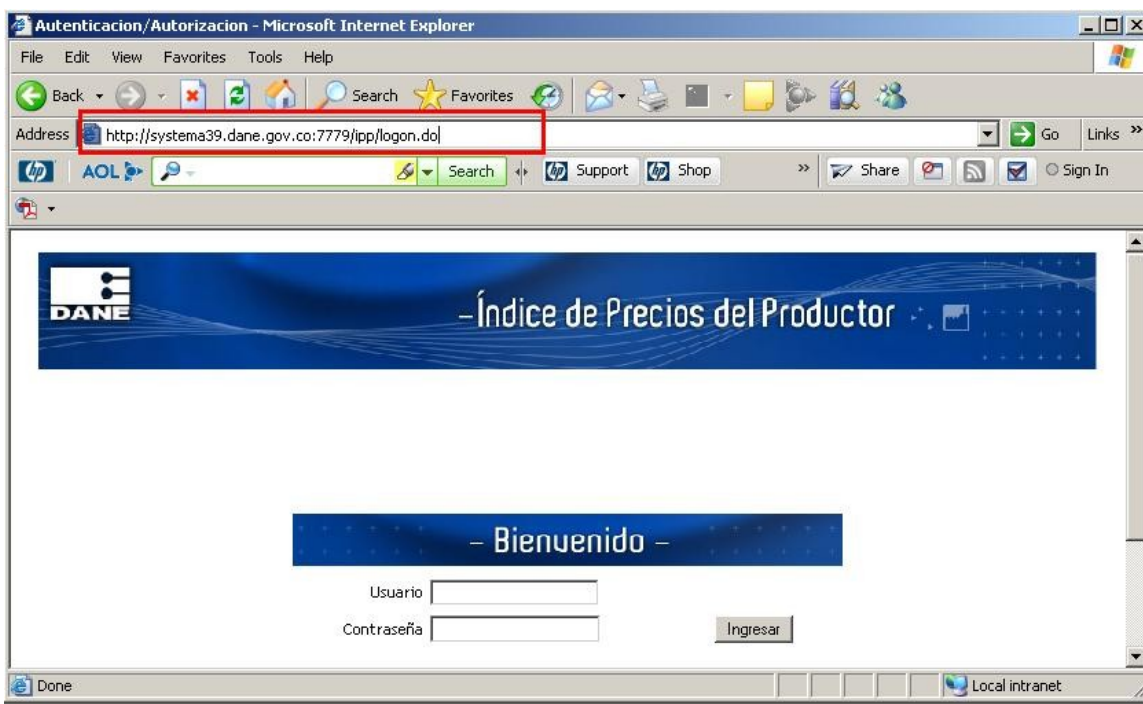 Autenticacion/Autorizacion - Microsoft Internet Explorer
File Edit View Favorites Tools Help
Back Search Favorites
Address http://systema39.dane.gov.co:7779/ipp/logon.do Go Links »
hp AOL Search Support Shop » Share Sign In
DANE
–Índice de Precios del Productor
– Bienvenido –
Usuario
Contraseña Ingresar
Done Local intranet